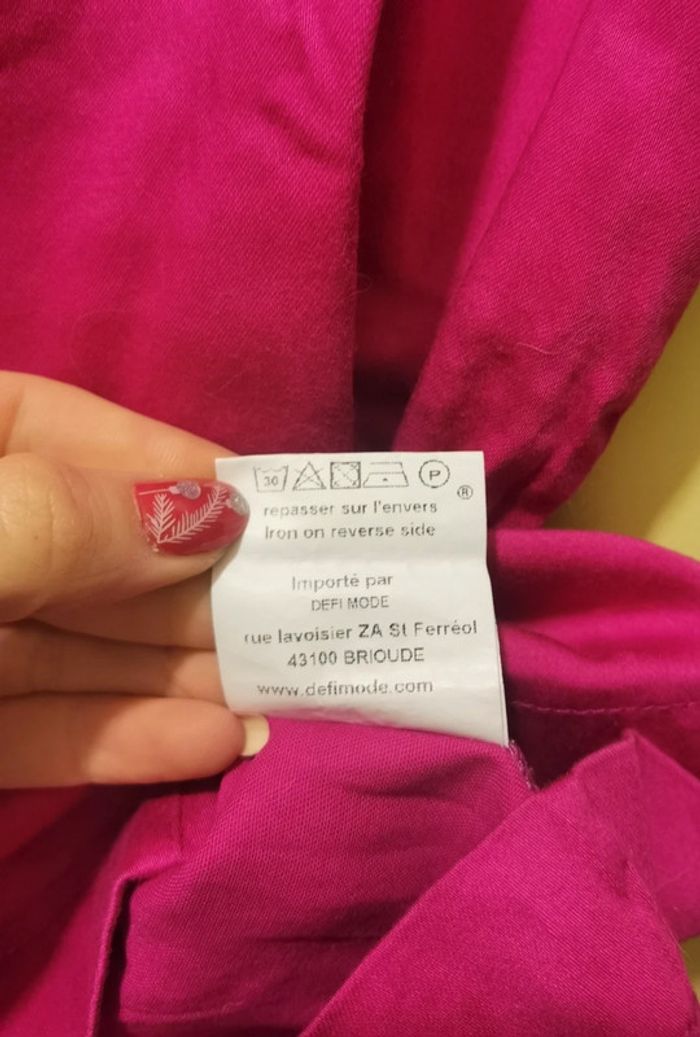 30 P ®
repasser sur l'envers
Iron on reverse side
Importé par
DEFI MODE
rue lavoisier ZA St Ferréol
43100 BRIOUDE
www.defimode.com